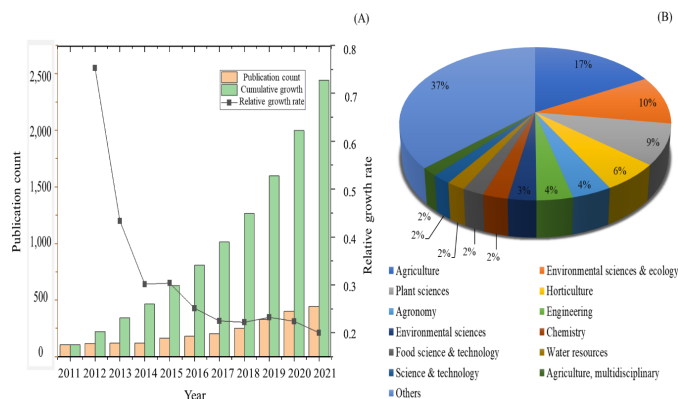 (A)
(B)
2,500
2,000
1,500
1,000
500
0
Publication count
Publication count
Cumulative growth
Relative growth rate
0.8
0.7
0.6
0.5
0.4
0.3
0.2
Relative growth rate
2011 2012 2013 2014 2015 2016 2017 2018 2019 2020 2021
Year
17%
10%
9%
6%
4%
4%
3%
2%
2%
2%
2%
2%
37%
Agriculture
Environmental sciences & ecology
Plant sciences
Horticulture
Agronomy
Engineering
Environmental sciences
Chemistry
Food science & technology
Water resources
Science & technology
Agriculture, multidisciplinary
Others